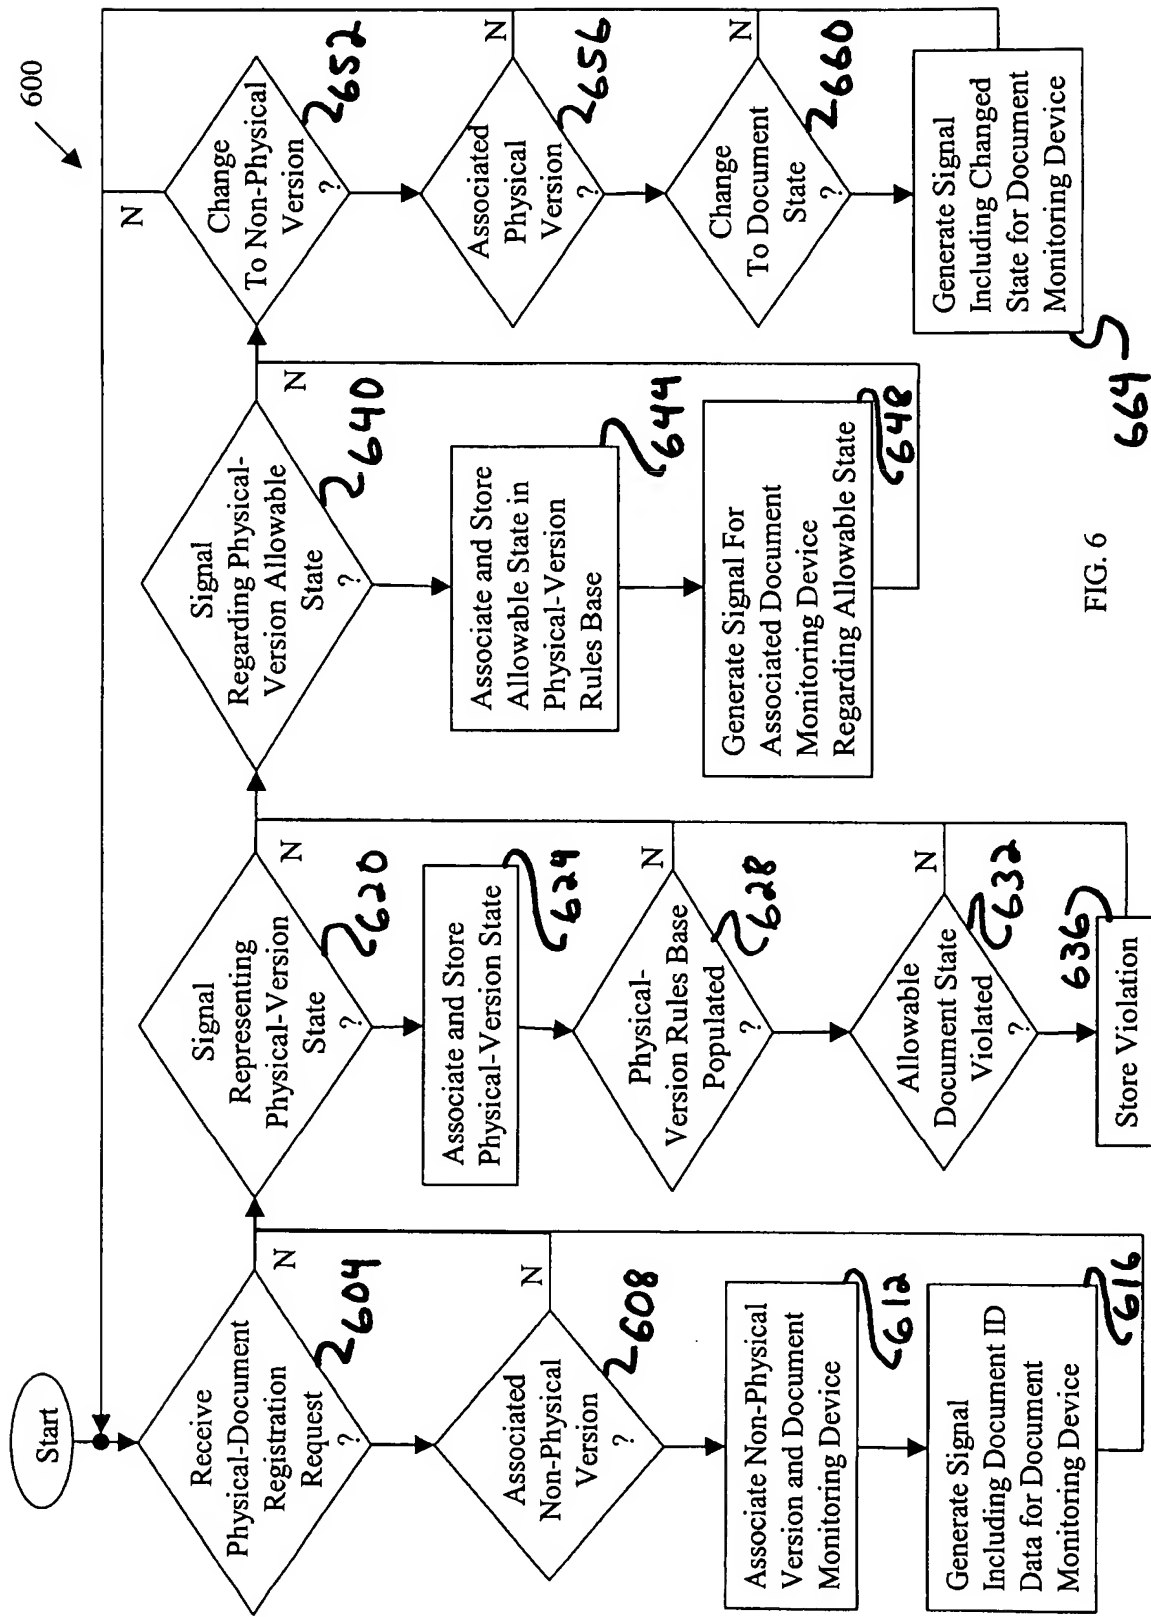 600
Start
Receive
Physical-Document
Registration
Request
?
N
604
Associated
Non-Physical
Version
?
N
608
Associate Non-Physical
Version and Document
Monitoring Device
612
Generate Signal
Including Document ID
Data for Document
Monitoring Device
616
Signal
Representing
Physical-Version
State
?
N
620
Associate and Store
Physical-Version State
624
Physical-
Version Rules Base
Populated
?
N
628
Allowable
Document State
Violated
?
N
632
Store Violation
636
Signal
Regarding Physical-
Version Allowable
State
?
N
640
Associate and Store
Allowable State in
Physical-Version
Rules Base
644
Generate Signal For
Associated Document
Monitoring Device
Regarding Allowable State
648
Change
To Non-Physical
Version
?
N
652
Associated
Physical
Version
?
N
656
Change
To Document
State
?
N
660
Generate Signal
Including Changed
State for Document
Monitoring Device
664
FIG. 6